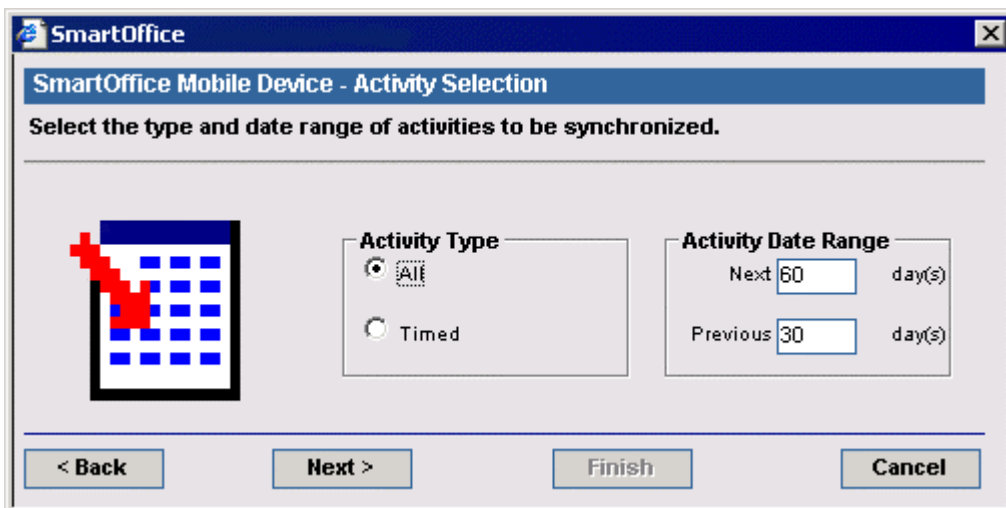 SmartOffice
SmartOffice Mobile Device - Activity Selection
Select the type and date range of activities to be synchronized.
Activity Type
All
Timed
Activity Date Range
Next 60 day(s)
Previous 30 day(s)
< Back Next > Finish Cancel